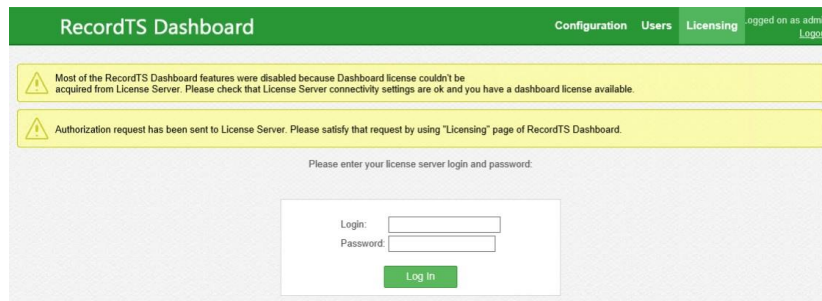 RecordTS Dashboard
Configuration Users Licensing
Logged on as
Most of the RecordTS Dashboard features were disabled because Dashboard license couldn't be
acquired from License Server. Please check that License Server connectivity settings are ok and you have a dashboard license available.
Authorization request has been sent to License Server. Please satisfy that request by using "Licensing" page of RecordTS Dashboard.
Please enter your license server login and password:
Login:
Password:
Log In